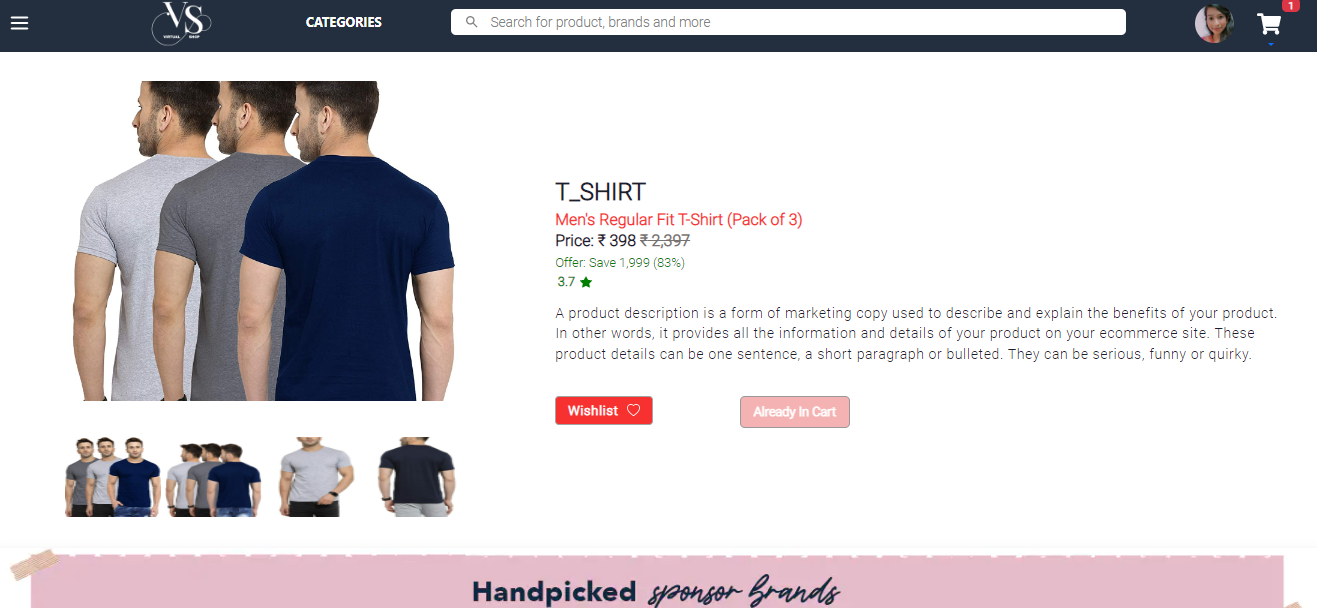 VS
VIRTUAL SHOP
CATEGORIES
Search for product, brands and more
1
T_SHIRT
Men's Regular Fit T-Shirt (Pack of 3)
Price: ₹ 398 ₹ 2,397
Offer: Save 1,999 (83%)
3.7
A product description is a form of marketing copy used to describe and explain the benefits of your product.
In other words, it provides all the information and details of your product on your ecommerce site. These
product details can be one sentence, a short paragraph or bulleted. They can be serious, funny or quirky.
Wishlist
Already In Cart
Handpicked sponsor brands